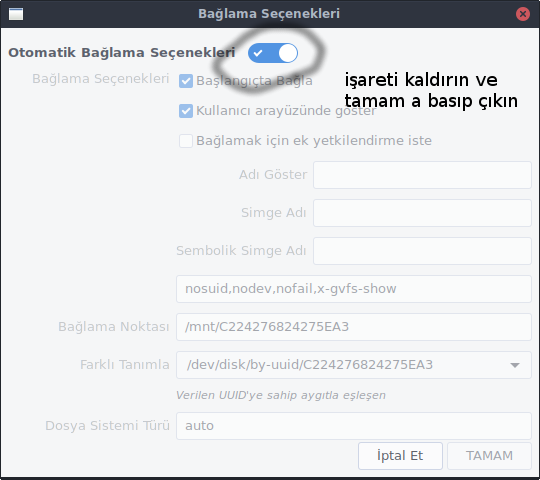 Bağlama Seçenekleri
Otomatik Bağlama Seçenekleri
Bağlama Seçenekleri
Başlangıçta Bağla
işareti kaldırın ve
tamam a basıp çıkın
Kullanıcı arayüzünde göster
Bağlamak için ek yetkilendirme iste
Adı Göster
Simge Adı
Sembolik Simge Adı
nosuid,nodev,nofail,x-gvfs-show
Bağlama Noktası /mnt/C224276824275EA3
Farklı Tanımla /dev/disk/by-uuid/C224276824275EA3
Verilen UUID'ye sahip aygıtla eşleşen
Dosya Sistemi Türü auto
İptal Et TAMAM